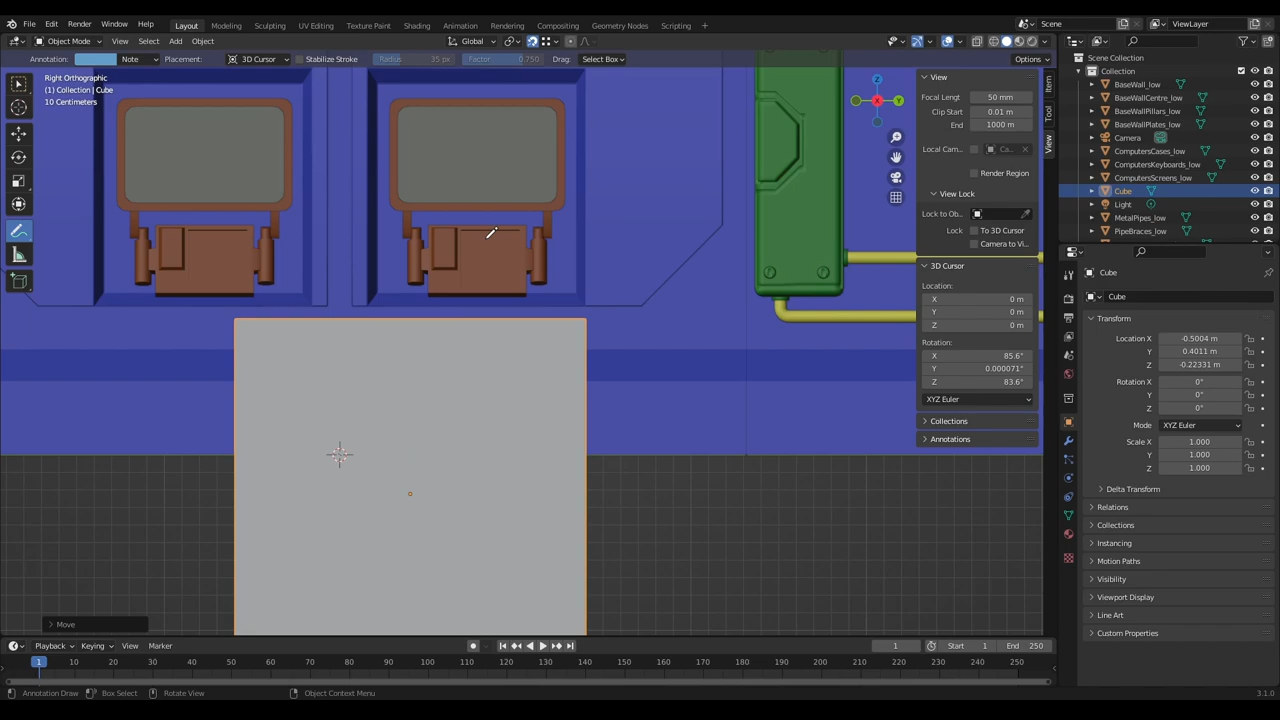 File Edit Render Window Help Layout Modeling Sculpting UV Editing Texture Paint Shading Animation Rendering Compositing Geometry Nodes Scripting + Scene ViewLayer
Object Mode View Select Add Object Global
Annotation: Note Placement: 3D Cursor Stabilize Stroke Radius 35 px Factor: 0.750 Drag: Select Box Options
Right Orthographic
(1) Collection | Cube
10 Centimeters
Z
X
Y
View
Focal Lengt 50 mm
Clip Start 0.01 m
End 1000 m
Local Cam.. Ca...
Render Region
View Lock
Lock to Ob..
Lock To 3D Cursor
Camera to Vi...
3D Cursor
Location:
X 0 m
Y 0 m
Z 0 m
Rotation:
X 85.6°
Y 0.000071°
Z 83.6°
XYZ Euler
Collections
Annotations
Item
Tool
View
Scene Collection
Collection
BaseWall_low
BaseWallCentre_low
BaseWallPillars_low
BaseWallPlates_low
Camera
ComputersCases_low
ComputersKeyboards_low
ComputersScreens_low
Cube
Light
MetalPipes_low
PipeBraces_low
Cube
Cube
Transform
Location X -0.5004 m
Y 0.4011 m
Z -0.22331 m
Rotation X 0°
Y 0°
Z 0°
Mode XYZ Euler
Scale X 1.000
Y 1.000
Z 1.000
Delta Transform
Relations
Collections
Instancing
Motion Paths
Visibility
Viewport Display
Line Art
Custom Properties
Move
Playback Keying View Marker 1 Start 1 End 250
1 10 20 30 40 50 60 70 80 90 100 110 120 130 140 150 160 170 180 190 200 210 220 230 240 250
Annotation Draw Box Select Rotate View Object Context Menu 3.1.0